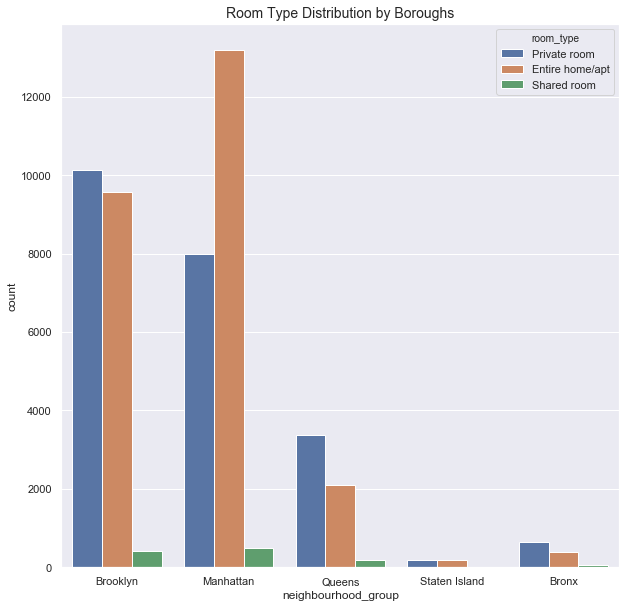 Room Type Distribution by Boroughs
room_type
Private room
Entire home/apt
Shared room
12000
10000
8000
6000
4000
2000
0
count
Brooklyn Manhattan Queens Staten Island Bronx
neighbourhood_group